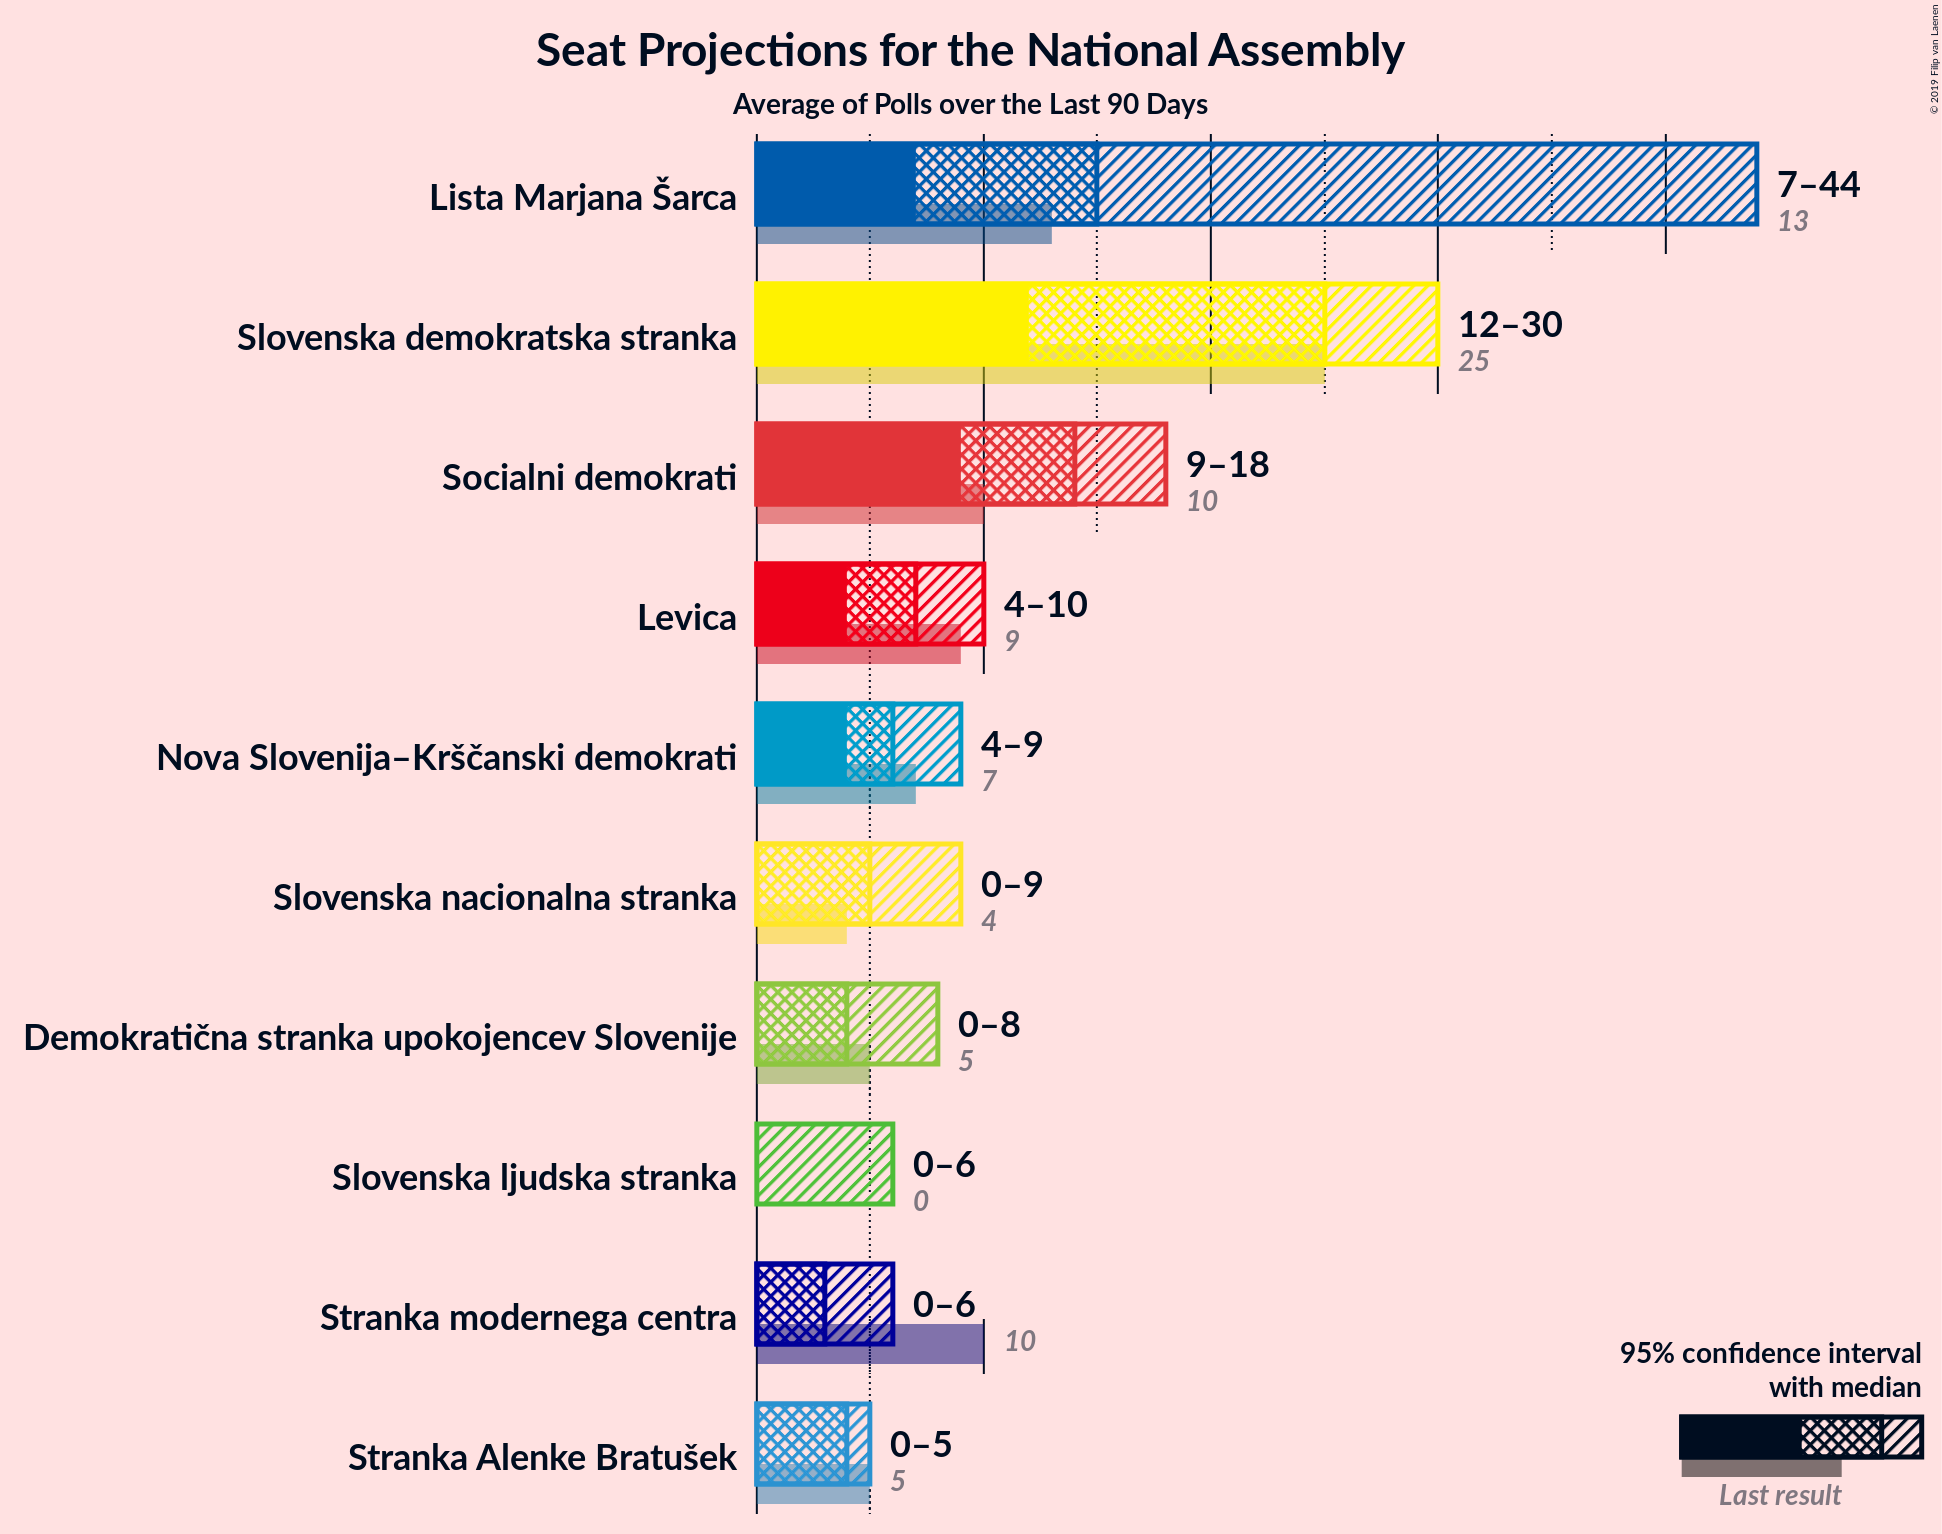 Seat Projections for the National Assembly
Average of Polls over the Last 90 Days
© 2019 Filip van Laenen
Lista Marjana Šarca
7–44
13
Slovenska demokratska stranka
12–30
25
Socialni demokrati
9–18
10
Levica
4–10
9
Nova Slovenija–Krščanski demokrati
4–9
7
Slovenska nacionalna stranka
0–9
4
Demokratična stranka upokojencev Slovenije
0–8
5
Slovenska ljudska stranka
0–6
0
Stranka modernega centra
0–6
10
Stranka Alenke Bratušek
0–5
5
95% confidence interval
with median
Last result